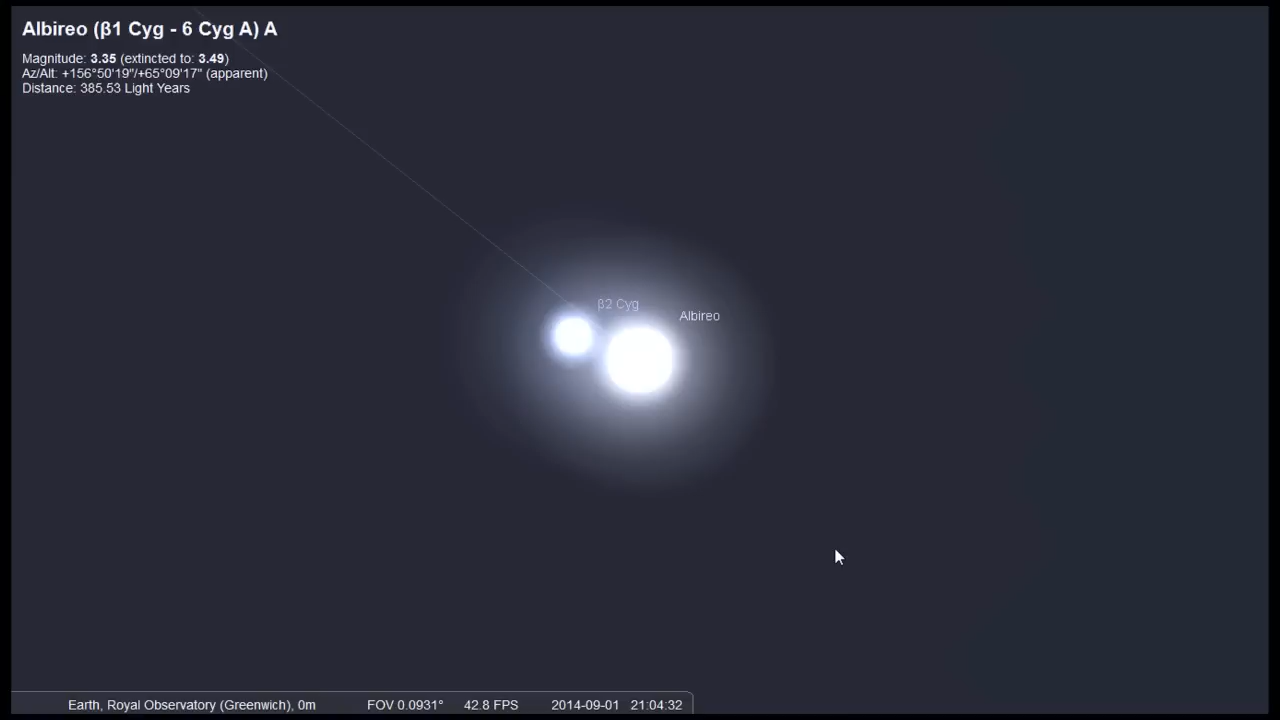 Albireo (β1 Cyg - 6 Cyg A) A
Magnitude: 3.35 (extincted to: 3.49)
Az/Alt: +156°50'19"/+65°09'17" (apparent)
Distance: 385.53 Light Years
β2 Cyg
Albireo
Earth, Royal Observatory (Greenwich), 0m FOV 0.0931° 42.8 FPS 2014-09-01 21:04:32